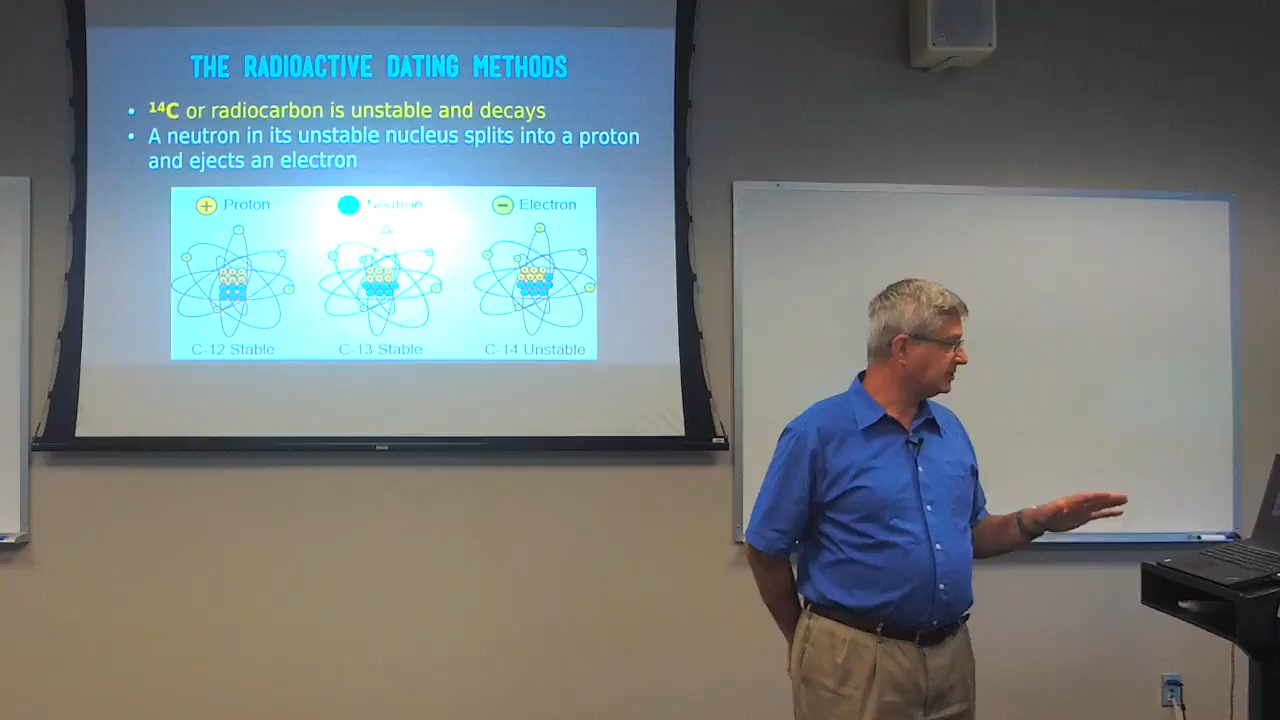 THE RADIOACTIVE DATING METHODS
• ¹⁴C or radiocarbon is unstable and decays
• A neutron in its unstable nucleus splits into a proton
and ejects an electron
+ Proton Neutron − Electron
C-12 Stable C-13 Stable C-14 Unstable